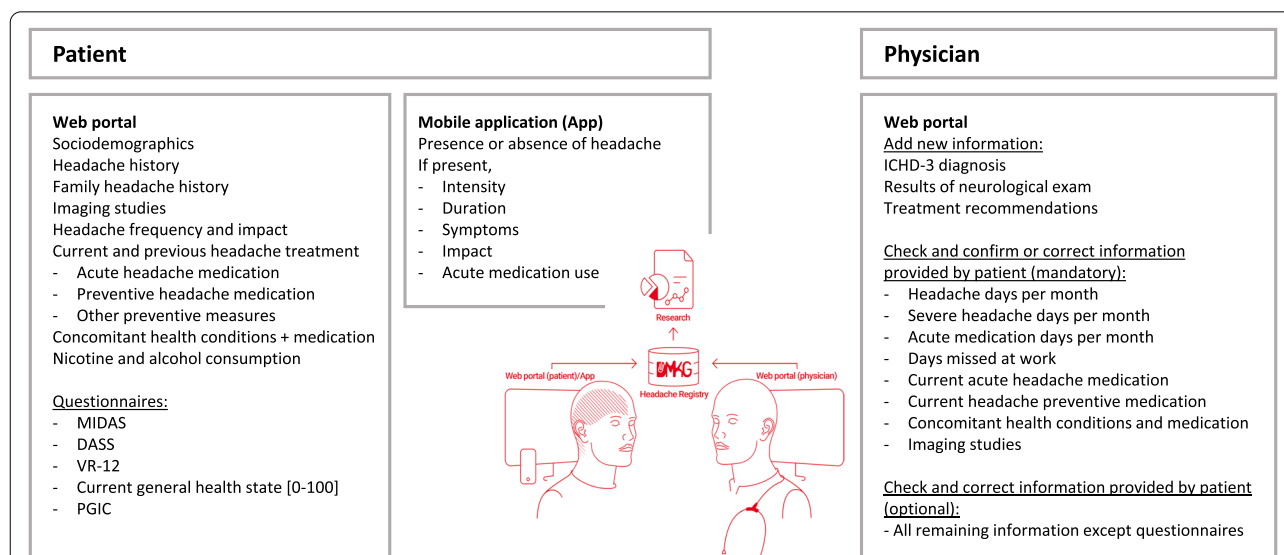 Patient
Web portal
Sociodemographics
Headache history
Family headache history
Imaging studies
Headache frequency and impact
Current and previous headache treatment
- Acute headache medication
- Preventive headache medication
- Other preventive measures
Concomitant health conditions + medication
Nicotine and alcohol consumption
Questionnaires:
- MIDAS
- DASS
- VR-12
- Current general health state [0-100]
- PGIC
Mobile application (App)
Presence or absence of headache
If present,
- Intensity
- Duration
- Symptoms
- Impact
- Acute medication use
Research
DMKG
Headache Registry
Web portal (patient)/App
Web portal (physician)
Physician
Web portal
Add new information:
ICHD-3 diagnosis
Results of neurological exam
Treatment recommendations
Check and confirm or correct information
provided by patient (mandatory):
- Headache days per month
- Severe headache days per month
- Acute medication days per month
- Days missed at work
- Current acute headache medication
- Current headache preventive medication
- Concomitant health conditions and medication
- Imaging studies
Check and correct information provided by patient
(optional):
- All remaining information except questionnaires